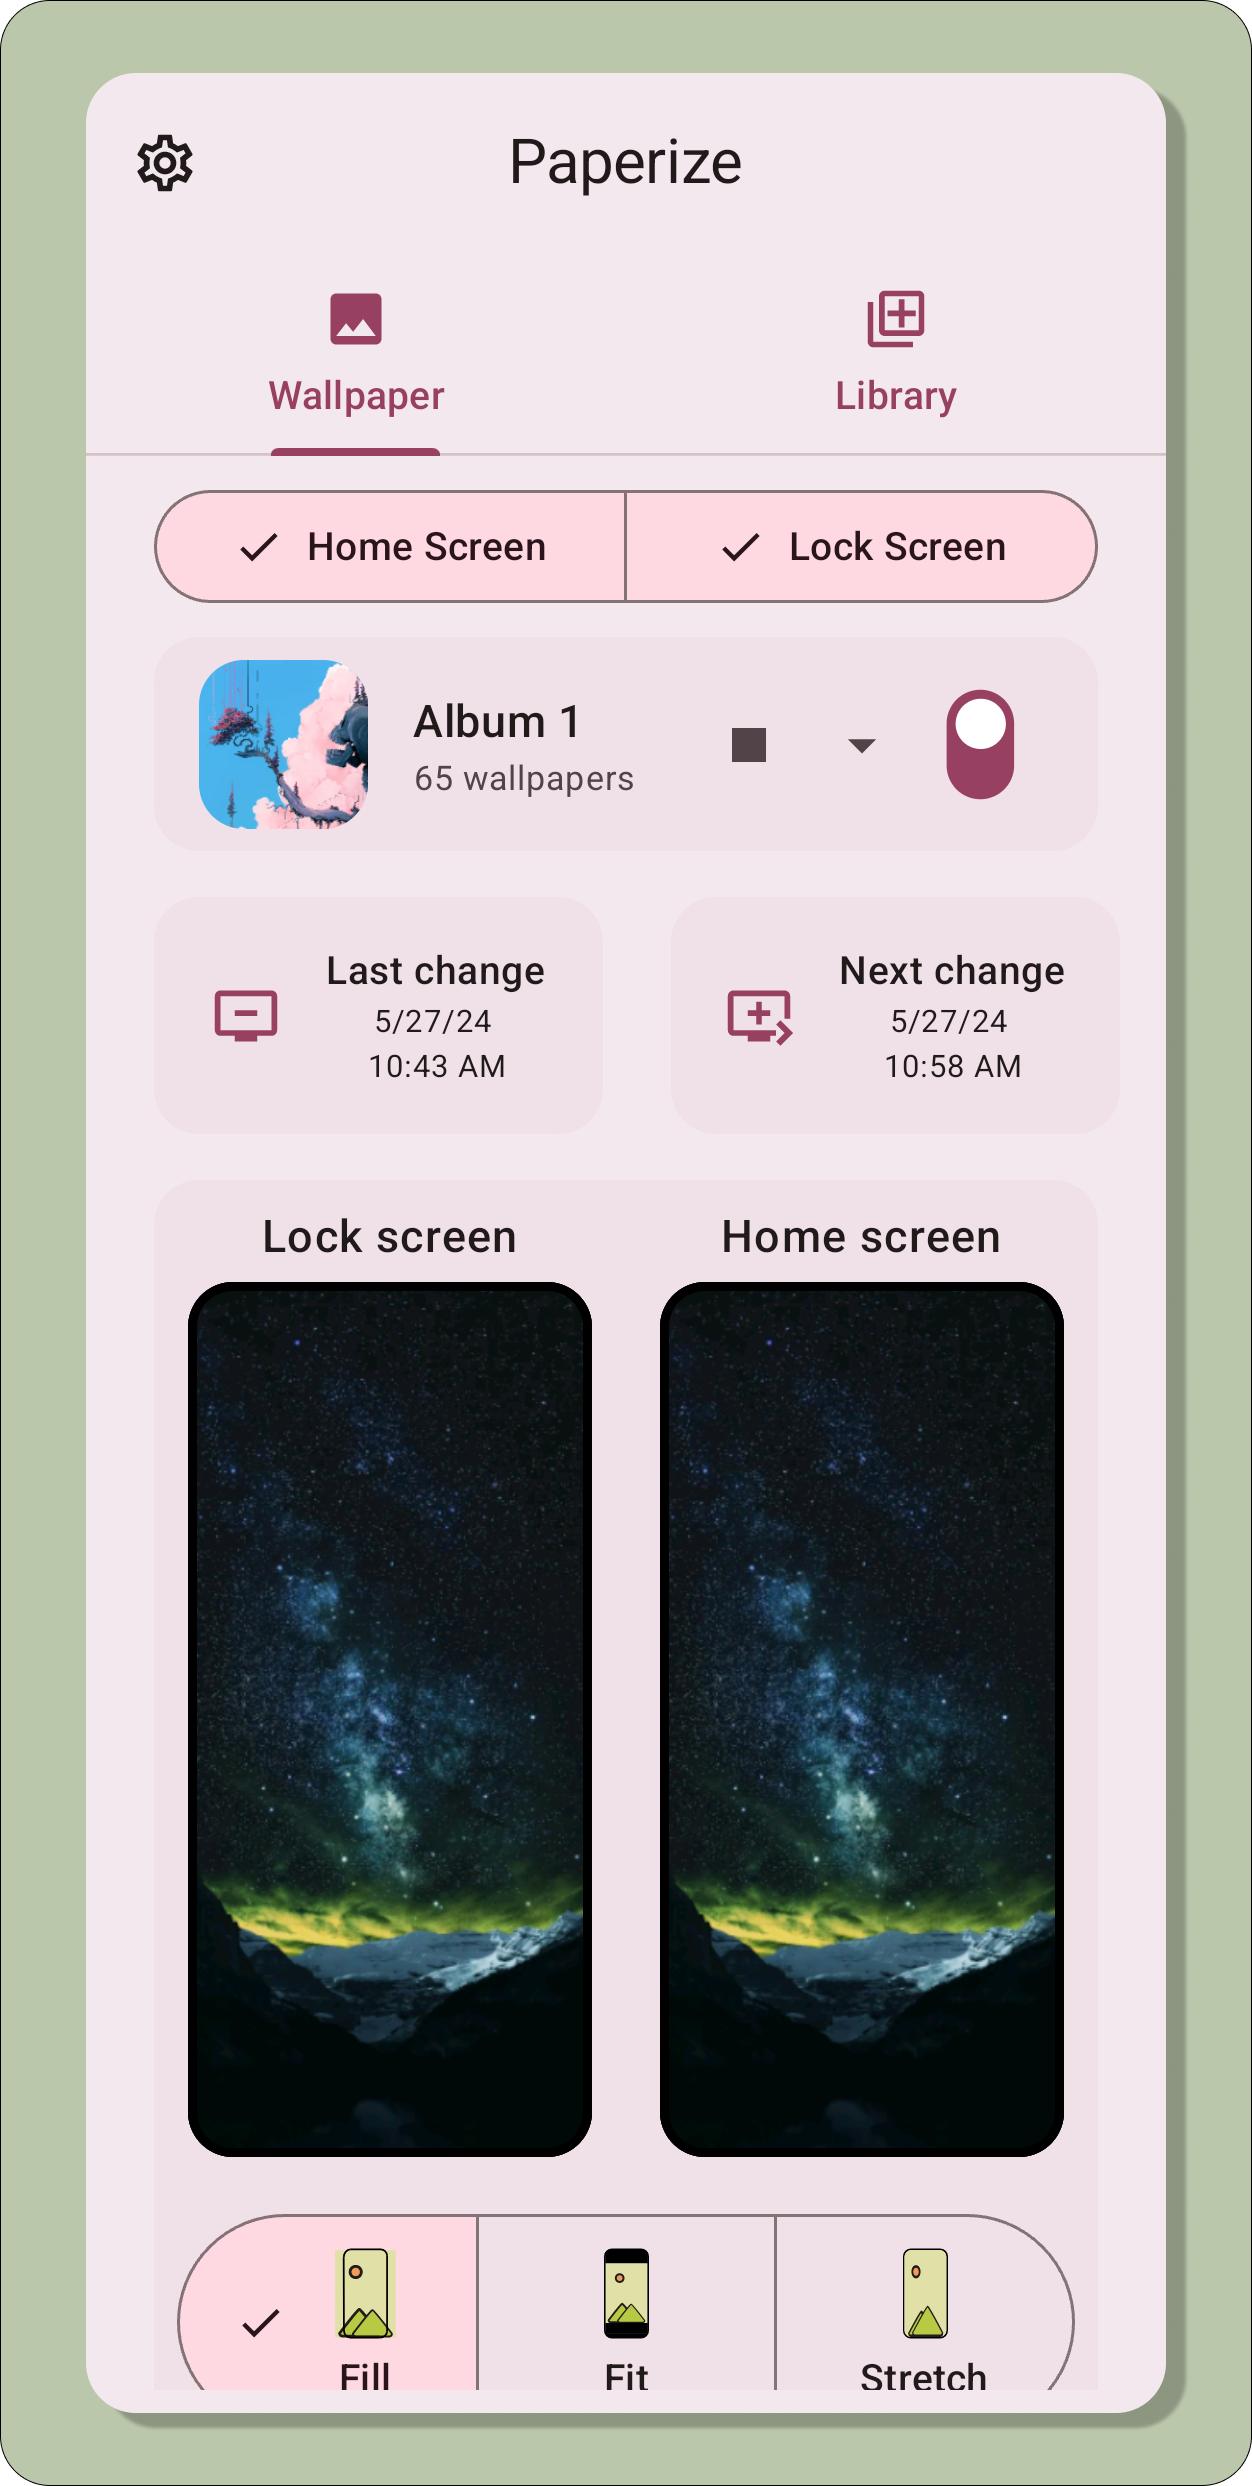 Paperize
Wallpaper
Library
Home Screen
Lock Screen
Album 1
65 wallpapers
Last change
5/27/24
10:43 AM
Next change
5/27/24
10:58 AM
Lock screen
Home screen
Fill
Fit
Stretch